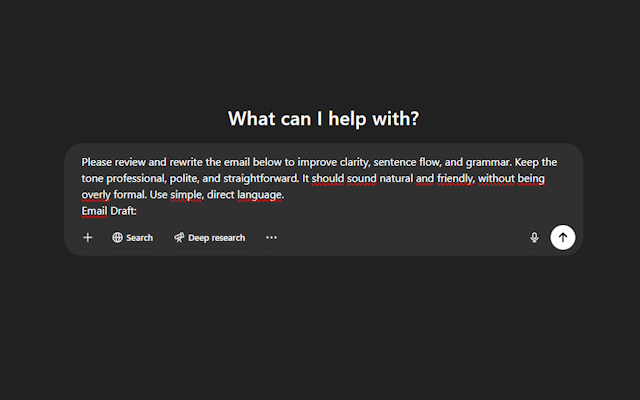 What can I help with?
Please review and rewrite the email below to improve clarity, sentence flow, and grammar. Keep the
tone professional, polite, and straightforward. It should sound natural and friendly, without being
overly formal. Use simple, direct language.
Email Draft:
Search Deep research